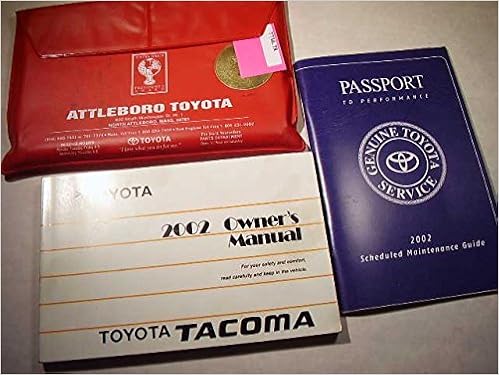 ATTLEBORO TOYOTA
NORTH ATTLEBORO, MASS.
TOYOTA
"I love what you do for me"
PARTS DEPARTMENT
PASSPORT
TO PERFORMANCE
GENUINE TOYOTA
SERVICE
2002
Scheduled Maintenance Guide
TOYOTA
2002 Owner's
Manual
For your safety and comfort,
read carefully and keep in the vehicle.
TOYOTA TACOMA